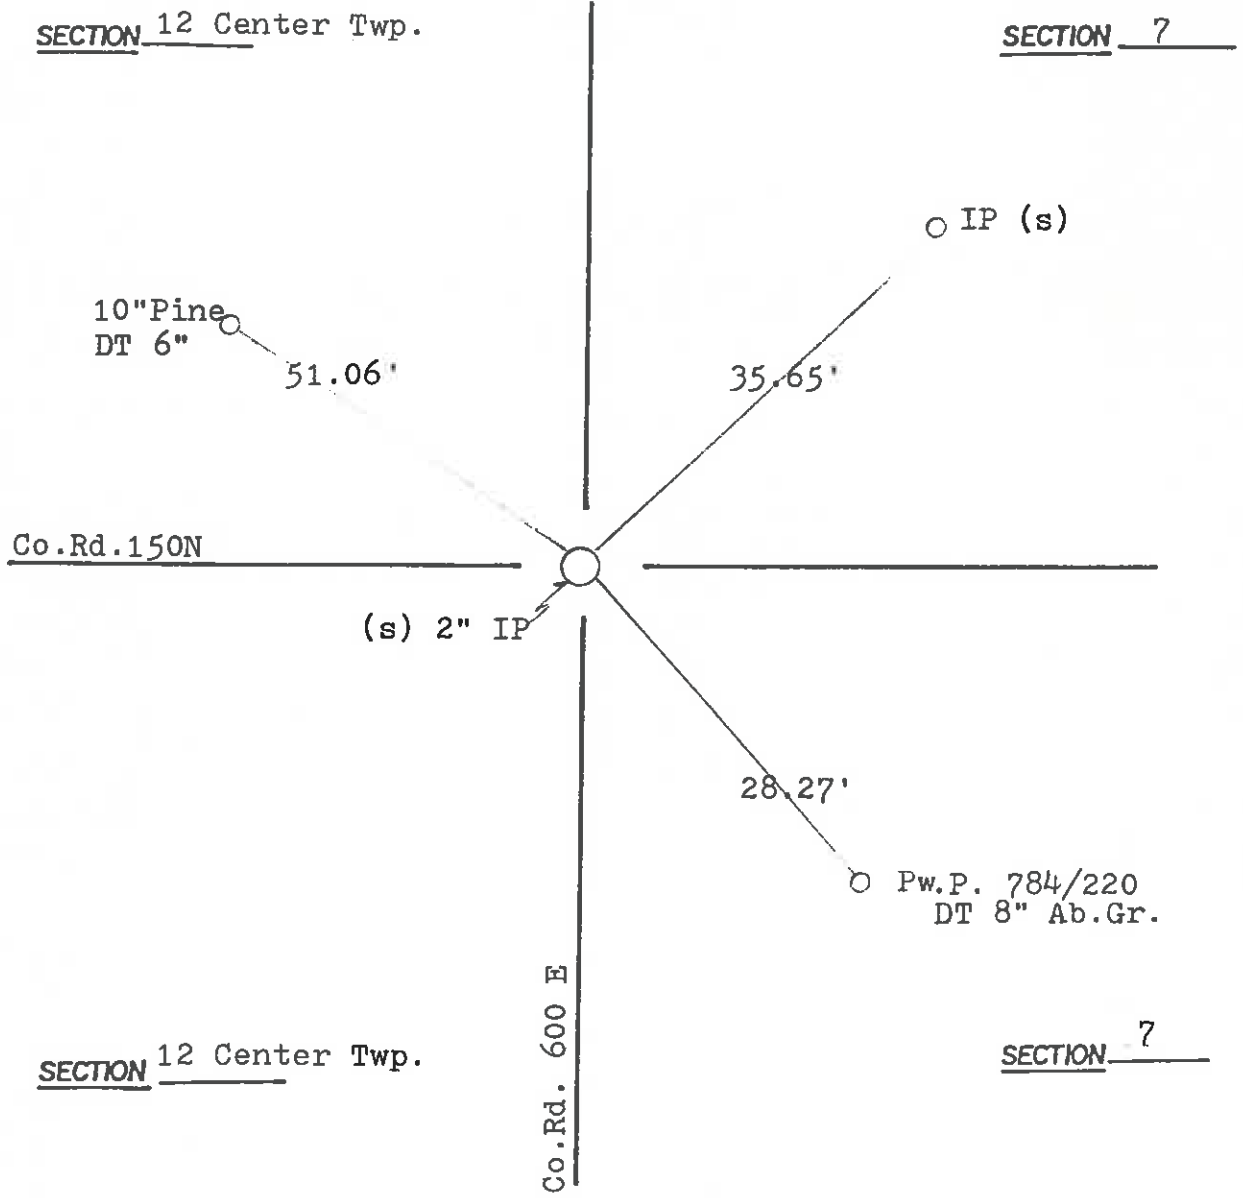 SECTION 12 Center Twp.
SECTION 7
IP (s)
10"Pine
DT 6"
51.06'
35.65'
Co.Rd.150N
(s) 2" IP
28.27'
Pw.P. 784/220
DT 8" Ab.Gr.
Co.Rd. 600 E
SECTION 12 Center Twp.
SECTION 7